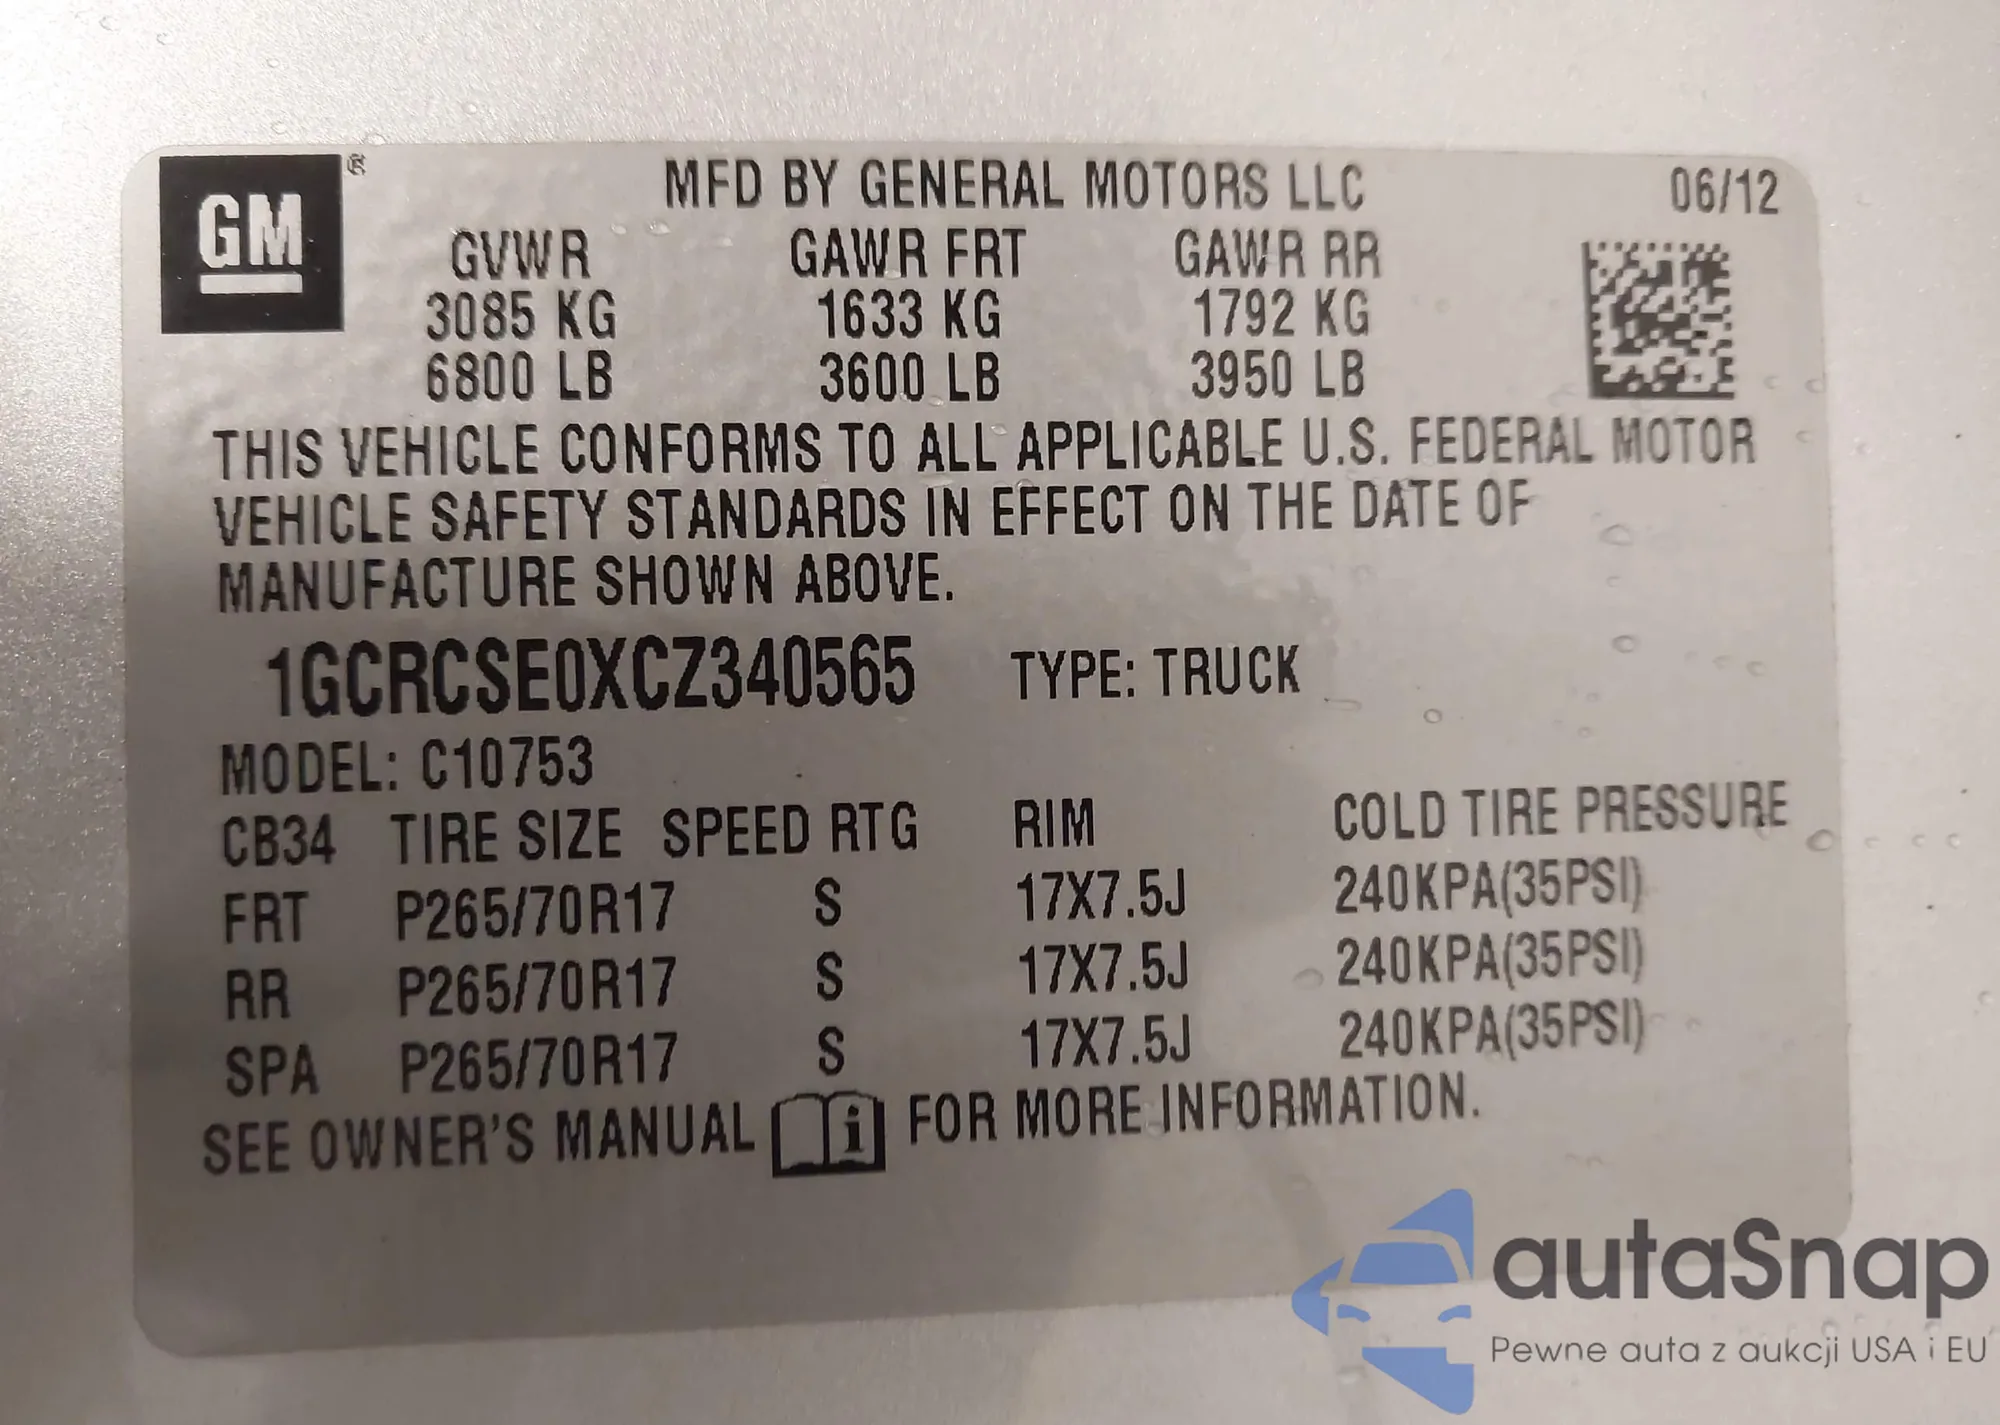 GM ®
MFD BY GENERAL MOTORS LLC 06/12
GVWR GAWR FRT GAWR RR
3085 KG 1633 KG 1792 KG
6800 LB 3600 LB 3950 LB
THIS VEHICLE CONFORMS TO ALL APPLICABLE U.S. FEDERAL MOTOR
VEHICLE SAFETY STANDARDS IN EFFECT ON THE DATE OF
MANUFACTURE SHOWN ABOVE.
1GCRCSE0XCZ340565 TYPE: TRUCK
MODEL: C10753
CB34 TIRE SIZE SPEED RTG RIM COLD TIRE PRESSURE
FRT P265/70R17 S 17X7.5J 240KPA(35PSI)
RR P265/70R17 S 17X7.5J 240KPA(35PSI)
SPA P265/70R17 S 17X7.5J 240KPA(35PSI)
SEE OWNER'S MANUAL i FOR MORE INFORMATION.
autaSnap
Pewne auta z aukcji USA i EU